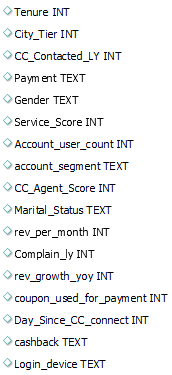 Tenure INT
City_Tier INT
CC_Contacted_LY INT
Payment TEXT
Gender TEXT
Service_Score INT
Account_user_count INT
account_segment TEXT
CC_Agent_Score INT
Marital_Status TEXT
rev_per_month INT
Complain_ly INT
rev_growth_yoy INT
coupon_used_for_payment INT
Day_Since_CC_connect INT
cashback TEXT
Login_device TEXT